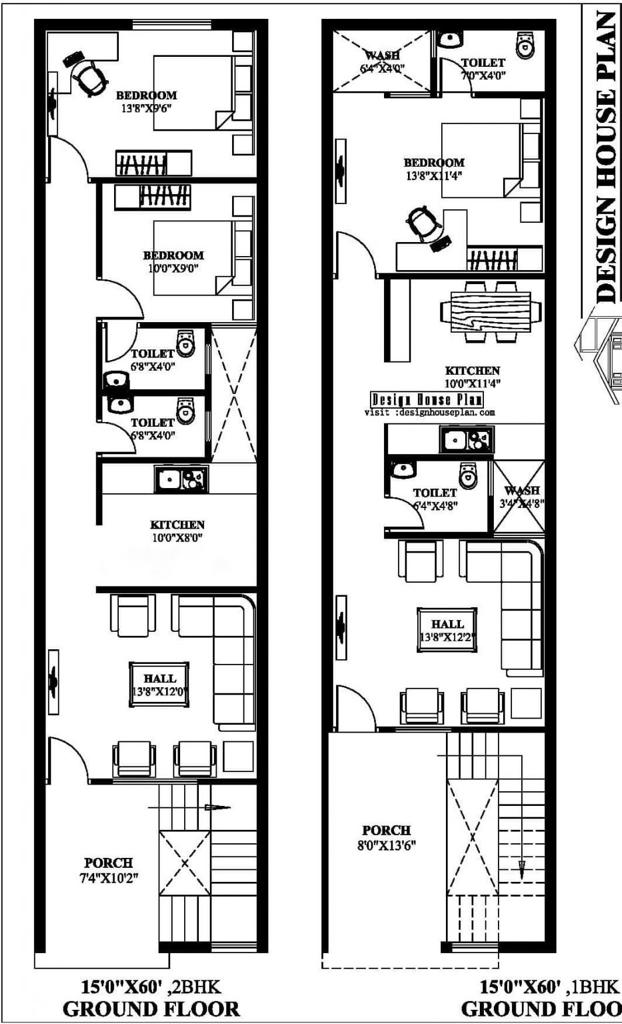 BEDROOM
13'8"X9'6"
BEDROOM
10'0"X9'0"
TOILET
6'8"X4'0"
TOILET
6'8"X4'0"
KITCHEN
10'0"X8'0"
HALL
13'8"X12'0"
PORCH
7'4"X10'2"
15'0"X60' ,2BHK
GROUND FLOOR
WASH
6'4"X4'0"
TOILET
7'0"X4'0"
BEDROOM
13'8"X11'4"
KITCHEN
10'0"X11'4"
Design House Plan
visit :designhouseplan.com
TOILET
6'4"X4'8"
WASH
3'4"X4'8"
HALL
13'8"X12'2"
PORCH
8'0"X13'6"
15'0"X60' ,1BHK
GROUND FLOO
DESIGN HOUSE PLAN